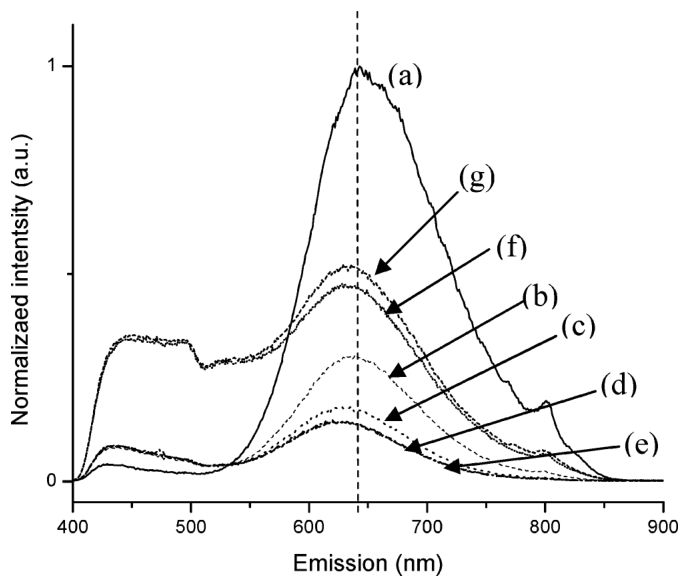 Normalizaed intentsity (a.u.)
1
0
(a)
(g)
(f)
(b)
(c)
(d)
(e)
400 500 600 700 800 900
Emission (nm)